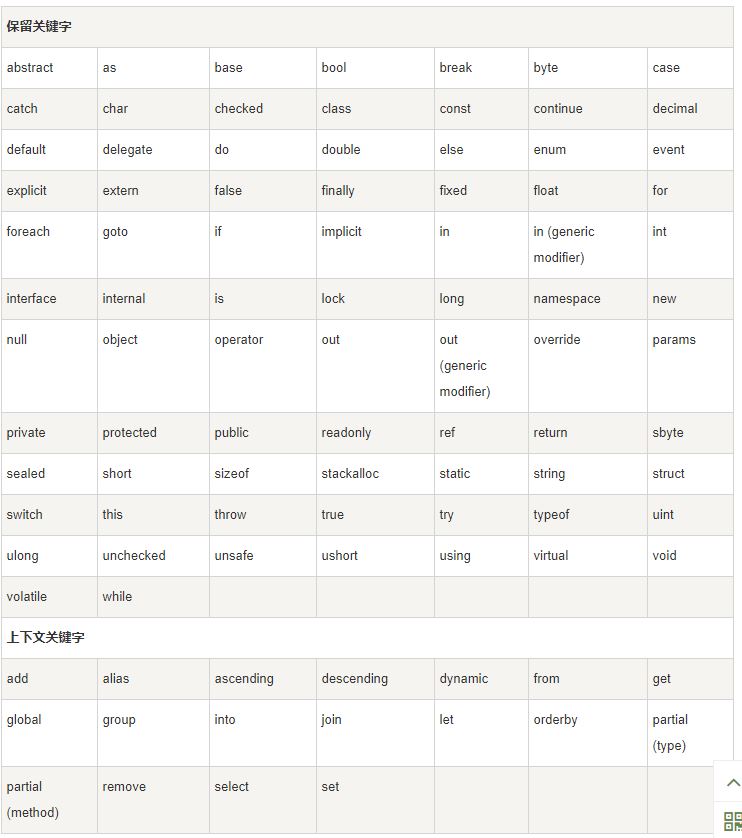 保留关键字
abstract as base bool break byte case
catch char checked class const continue decimal
default delegate do double else enum event
explicit extern false finally fixed float for
foreach goto if implicit in in (generic modifier) int
interface internal is lock long namespace new
null object operator out out (generic modifier) override params
private protected public readonly ref return sbyte
sealed short sizeof stackalloc static string struct
switch this throw true try typeof uint
ulong unchecked unsafe ushort using virtual void
volatile while
上下文关键字
add alias ascending descending dynamic from get
global group into join let orderby partial (type)
partial (method) remove select set